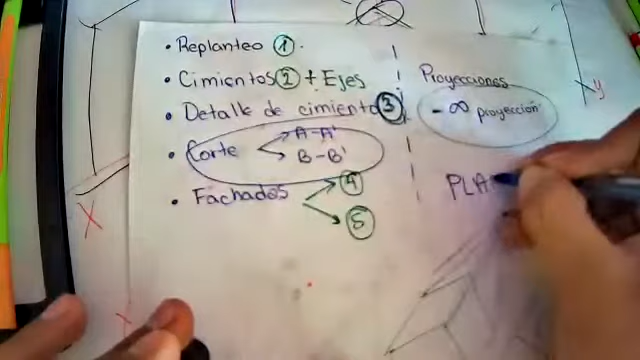 • Replanteo ①.
• Cimientos ② + Ejes
• Detalle de cimiento ③
• Corte A-A'
B-B'
• Fachadas 4
5
Proyecciones
- ∞ proyección
PLA
X
X
y